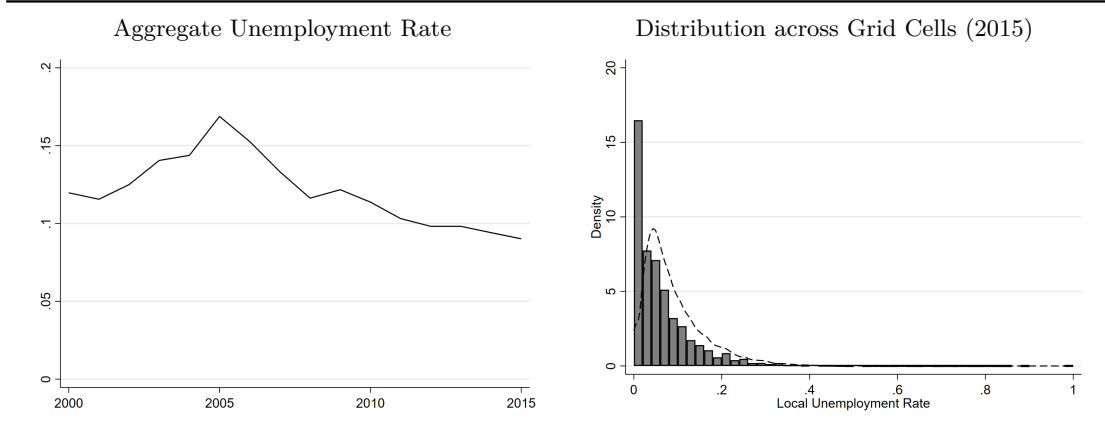 Aggregate Unemployment Rate
.2
.15
.1
.05
0
2000 2005 2010 2015
Distribution across Grid Cells (2015)
20
15
10
5
0
Density
0 .2 .4 .6 .8 1
Local Unemployment Rate